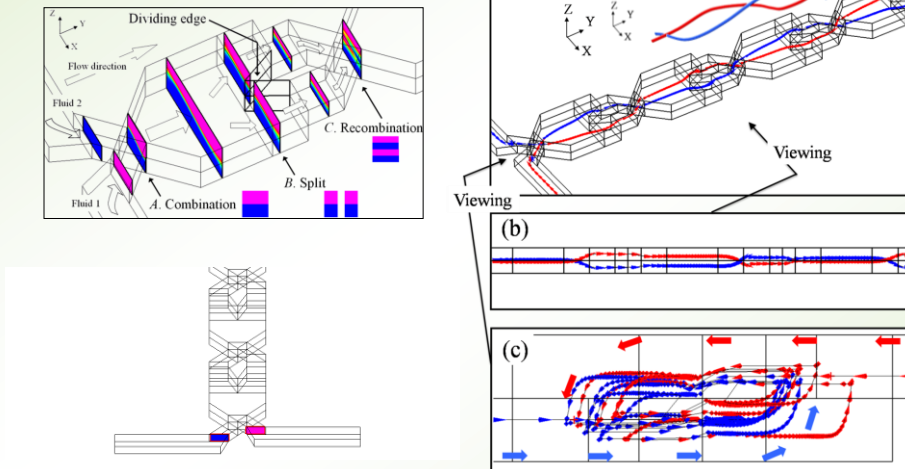 Dividing edge
Z
Y
X
Flow direction
Fluid 2
C. Recombination
B. Split
A. Combination
Fluid 1
Z
Y
X
Z
Y
X
Viewing
Viewing
(b)
(c)